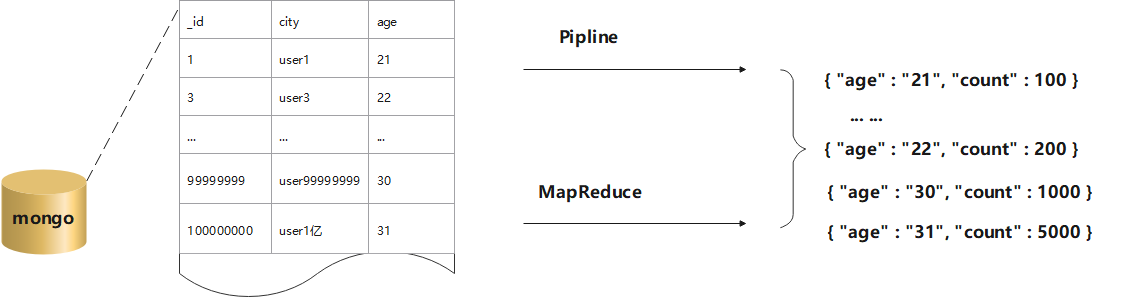 _id city age
1 user1 21
3 user3 22
... ... ...
99999999 user99999999 30
100000000 user1亿 31
mongo
Pipline
MapReduce
{ "age" : "21", "count" : 100 }
... ...
{ "age" : "22", "count" : 200 }
{ "age" : "30", "count" : 1000 }
{ "age" : "31", "count" : 5000 }